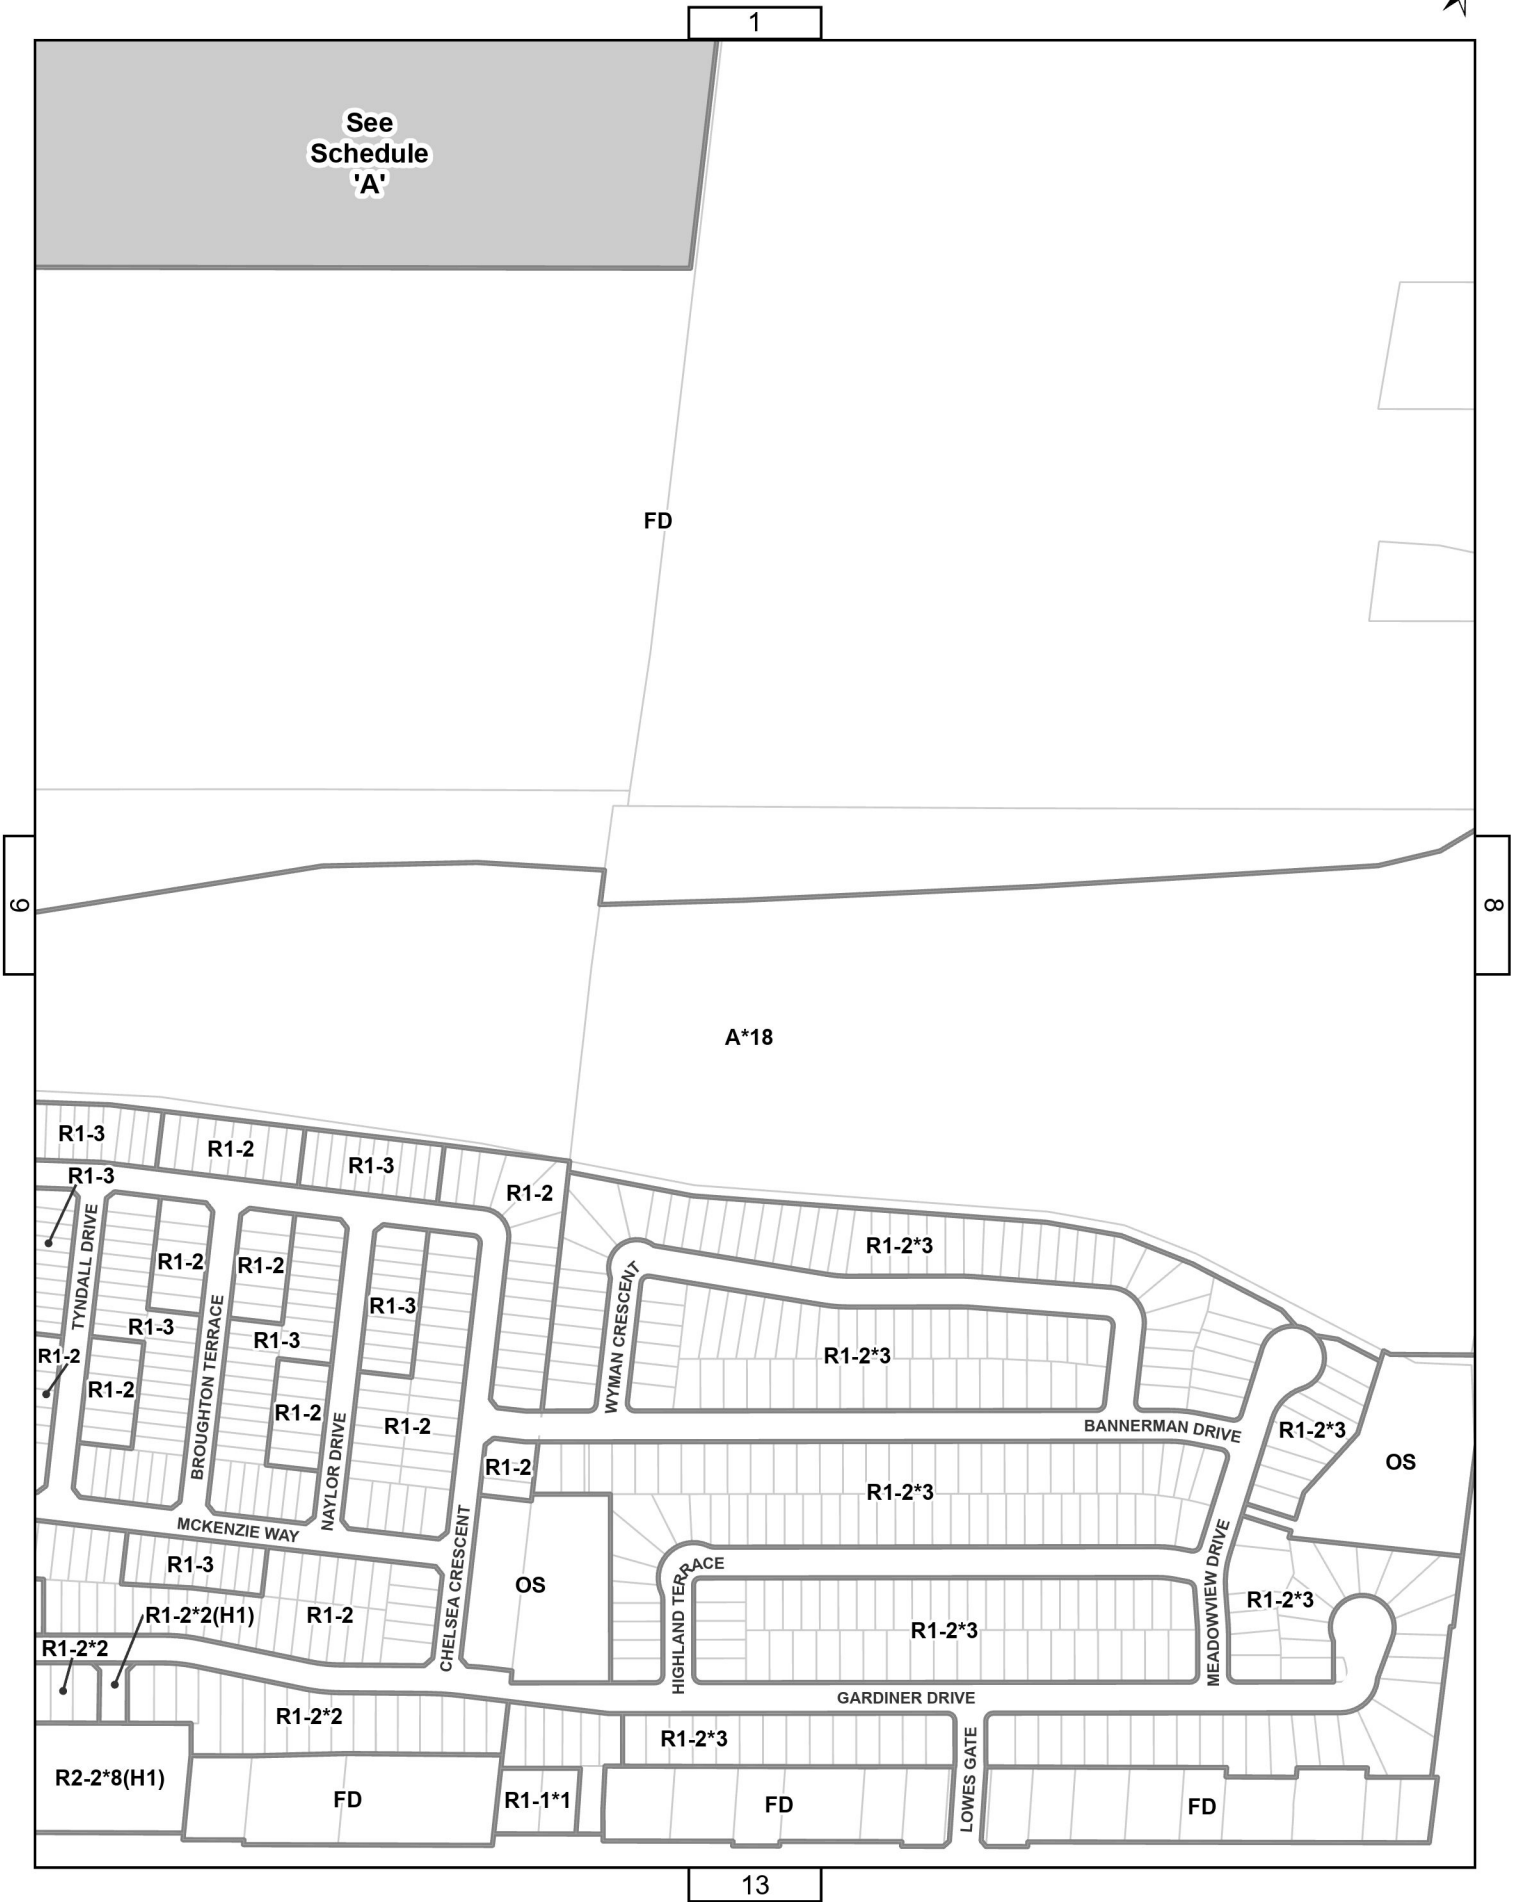 1
See
Schedule
'A'
FD
6
8
A*18
R1-3
R1-2
R1-3
R1-3
R1-2
R1-2*3
TYNDALL DRIVE
R1-2
R1-2
R1-3
R1-2*3
R1-3
R1-3
R1-2
R1-2
R1-2
R1-2
BROUGHTON TERRACE
NAYLOR DRIVE
WYMAN CRESCENT
BANNERMAN DRIVE
R1-2*3
OS
R1-2
R1-2*3
MCKENZIE WAY
CHELSEA CRESCENT
R1-3
OS
HIGHLAND TERRACE
MEADOWVIEW DRIVE
R1-2*3
R1-2*2(H1)
R1-2
R1-2*3
R1-2*2
GARDINER DRIVE
R1-2*2
R1-2*3
LOWES GATE
R2-2*8(H1)
FD
R1-1*1
FD
FD
13